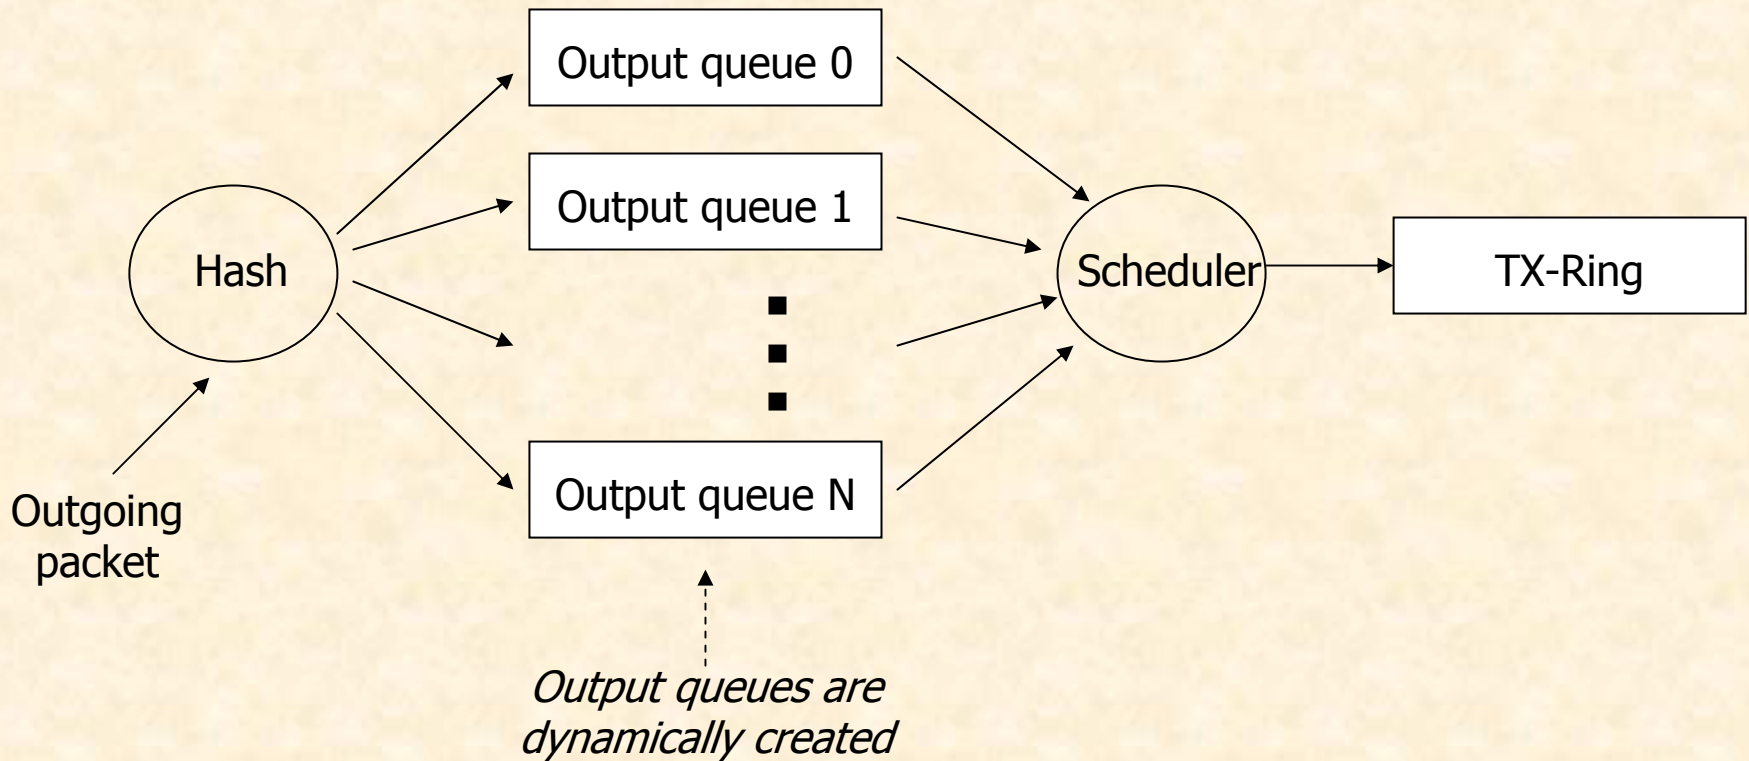 Output queue 0
Output queue 1
Hash
Scheduler
TX-Ring
Output queue N
Outgoing
packet
Output queues are
dynamically created